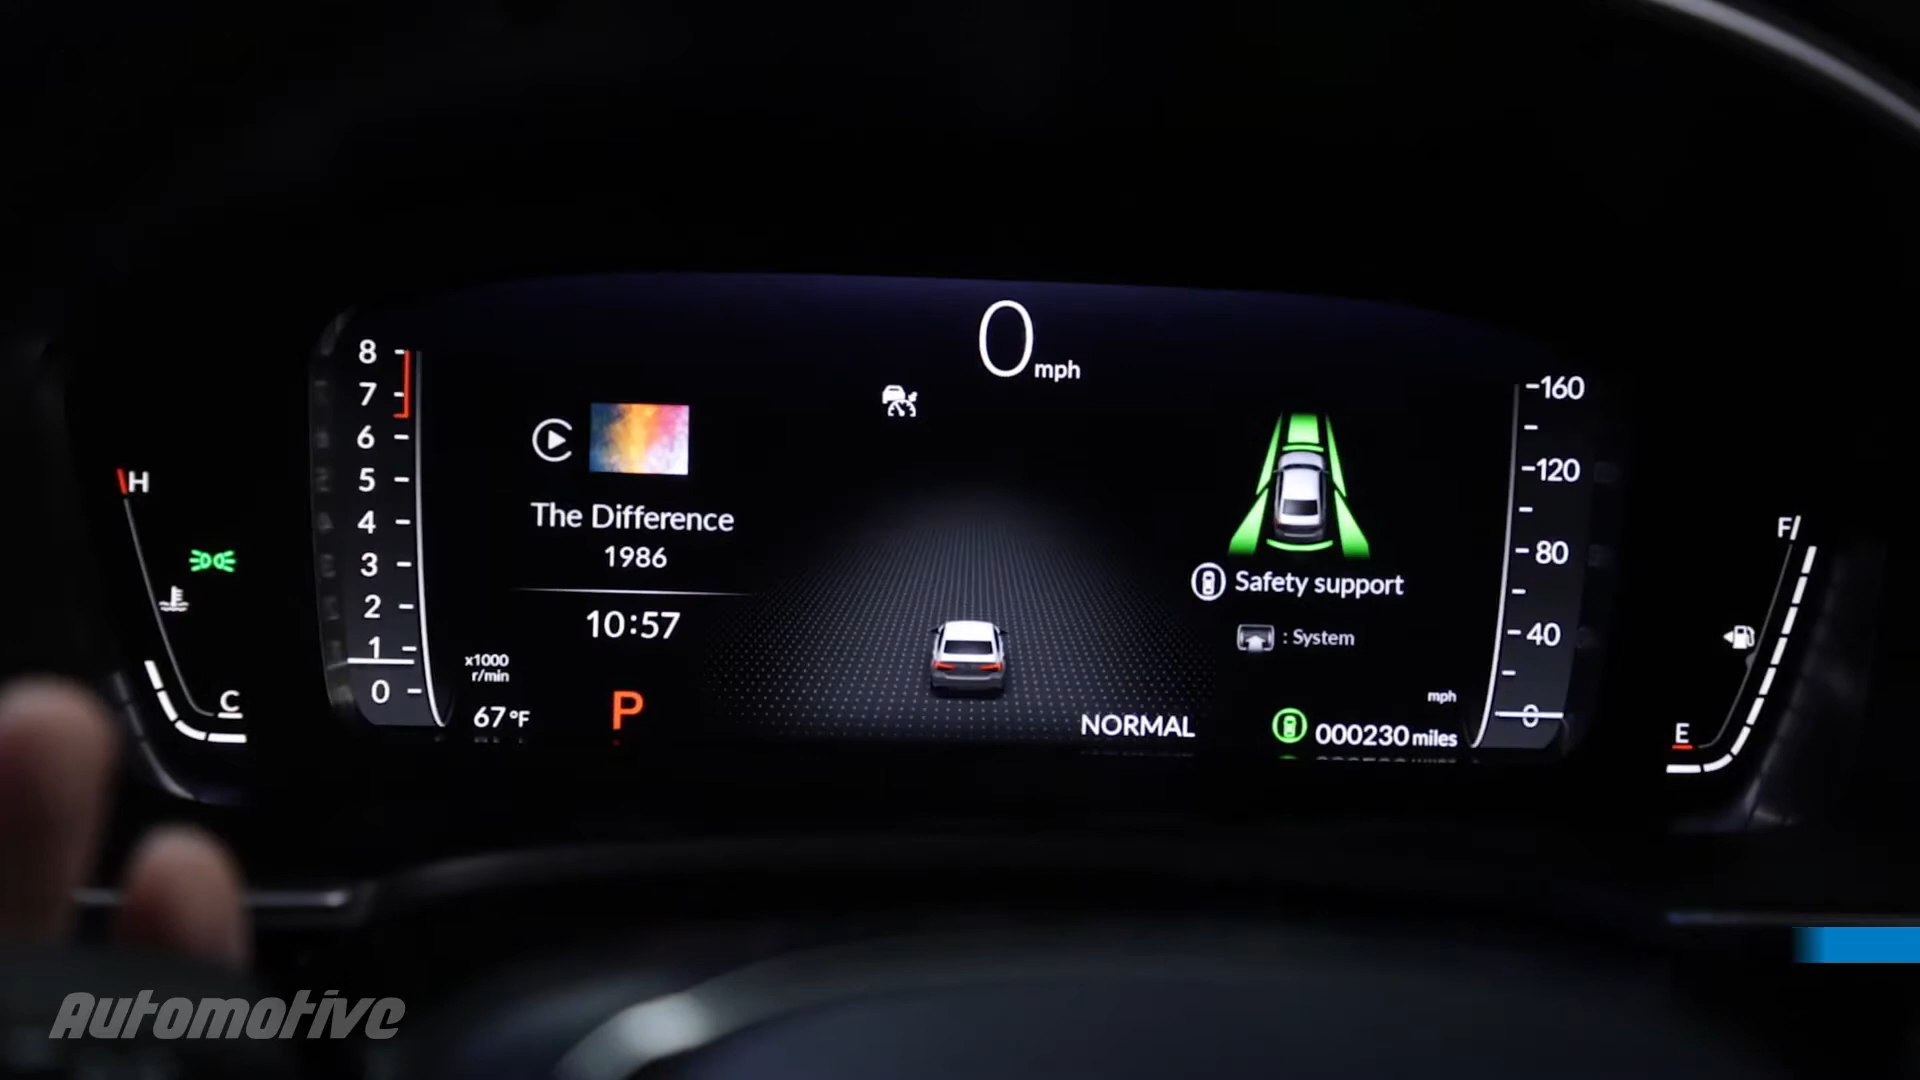 0 mph
8
7
6
5
4
3
2
1
0
x1000
r/min
67°F
H
C
The Difference
1986
10:57
P
NORMAL
Safety support
: System
mph
000230 miles
160
120
80
40
0
F
E
Automotive